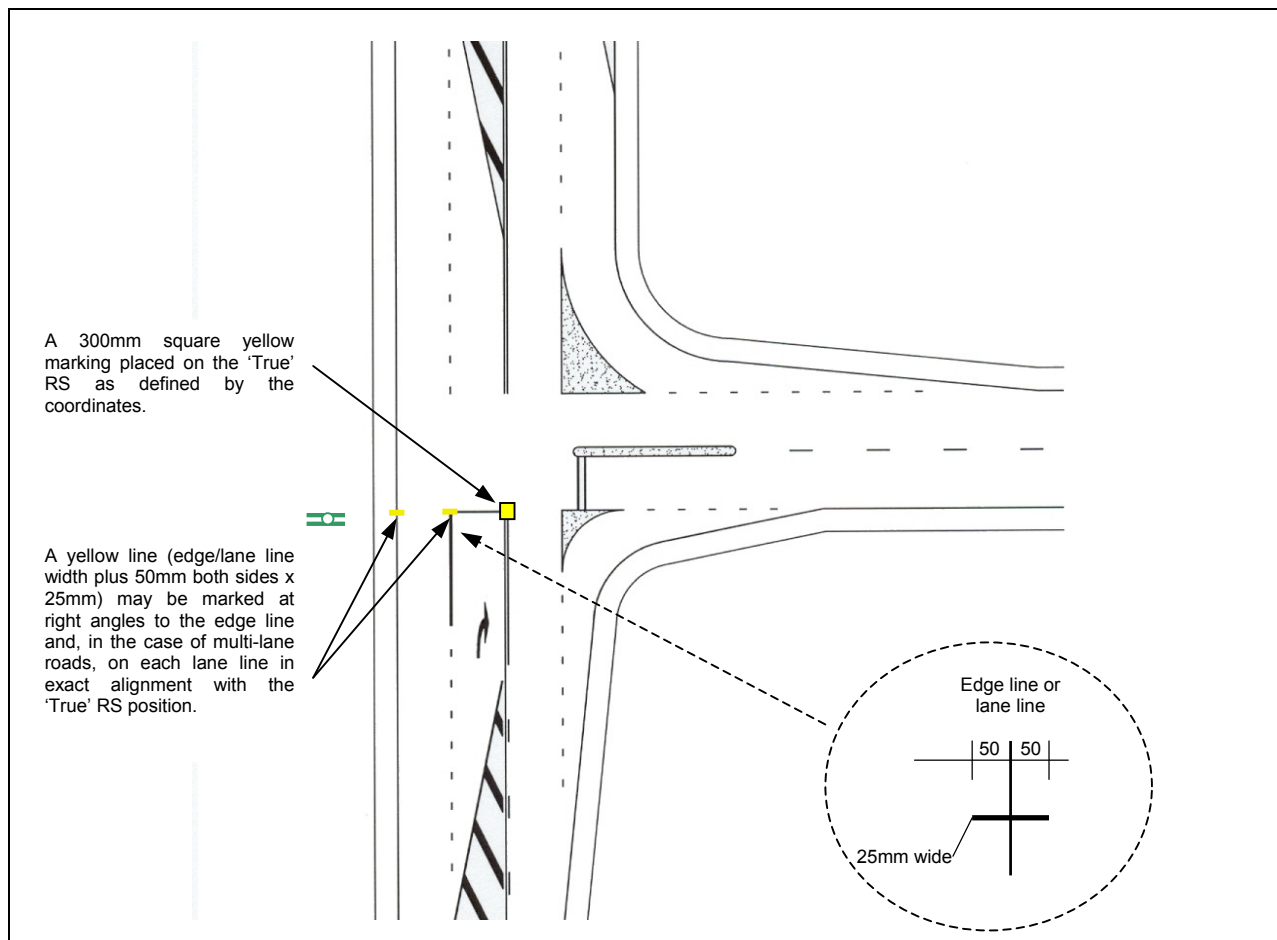 A 300mm square yellow
marking placed on the ‘True’
RS as defined by the
coordinates.
A yellow line (edge/lane line
width plus 50mm both sides x
25mm) may be marked at
right angles to the edge line
and, in the case of multi-lane
roads, on each lane line in
exact alignment with the
‘True’ RS position.
Edge line or
lane line
50 50
25mm wide